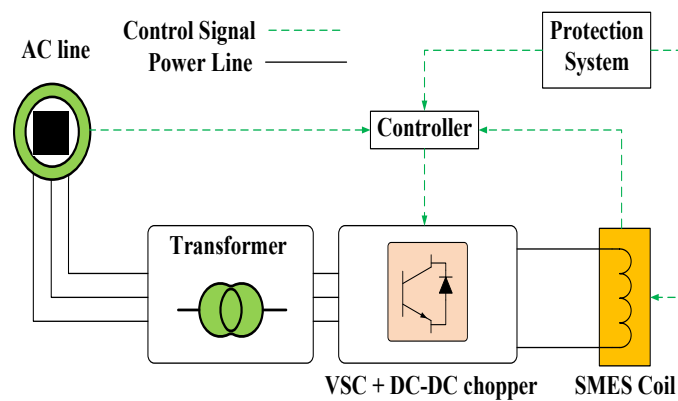 Control Signal
Power Line
AC line
Protection
System
Controller
Transformer
VSC + DC-DC chopper
SMES Coil